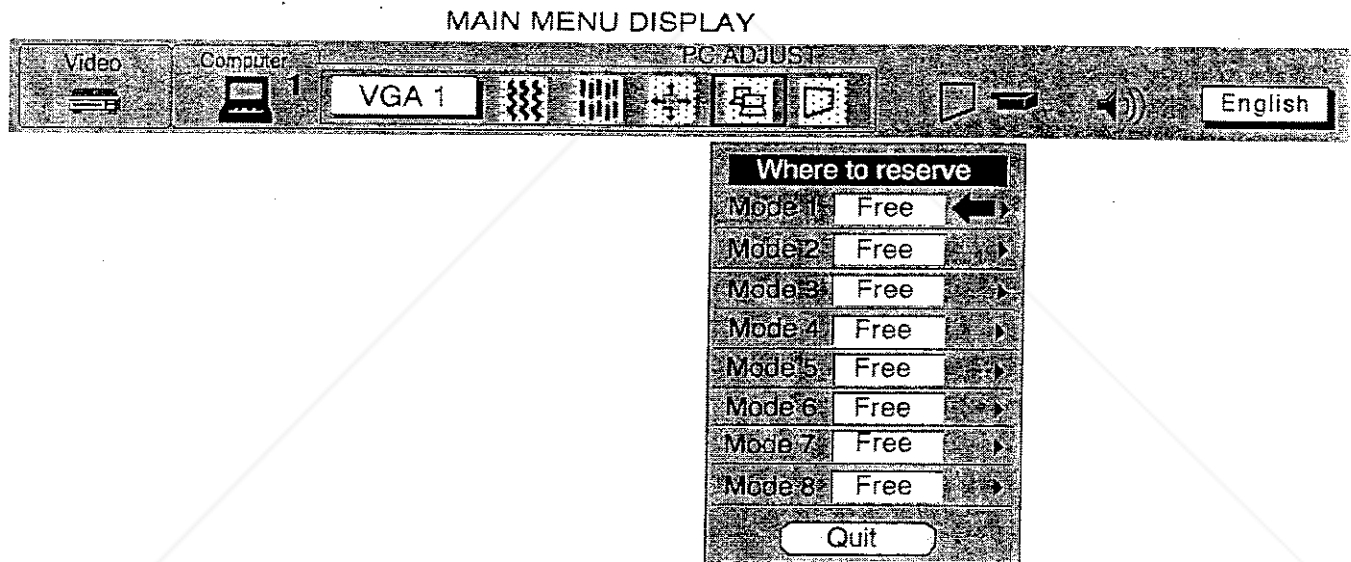 MAIN MENU DISPLAY
Video
Computer
1
PC ADJUST
VGA 1
English
Where to reserve
Mode 1 Free
Mode 2 Free
Mode 3 Free
Mode 4 Free
Mode 5 Free
Mode 6 Free
Mode 7 Free
Mode 8 Free
Quit